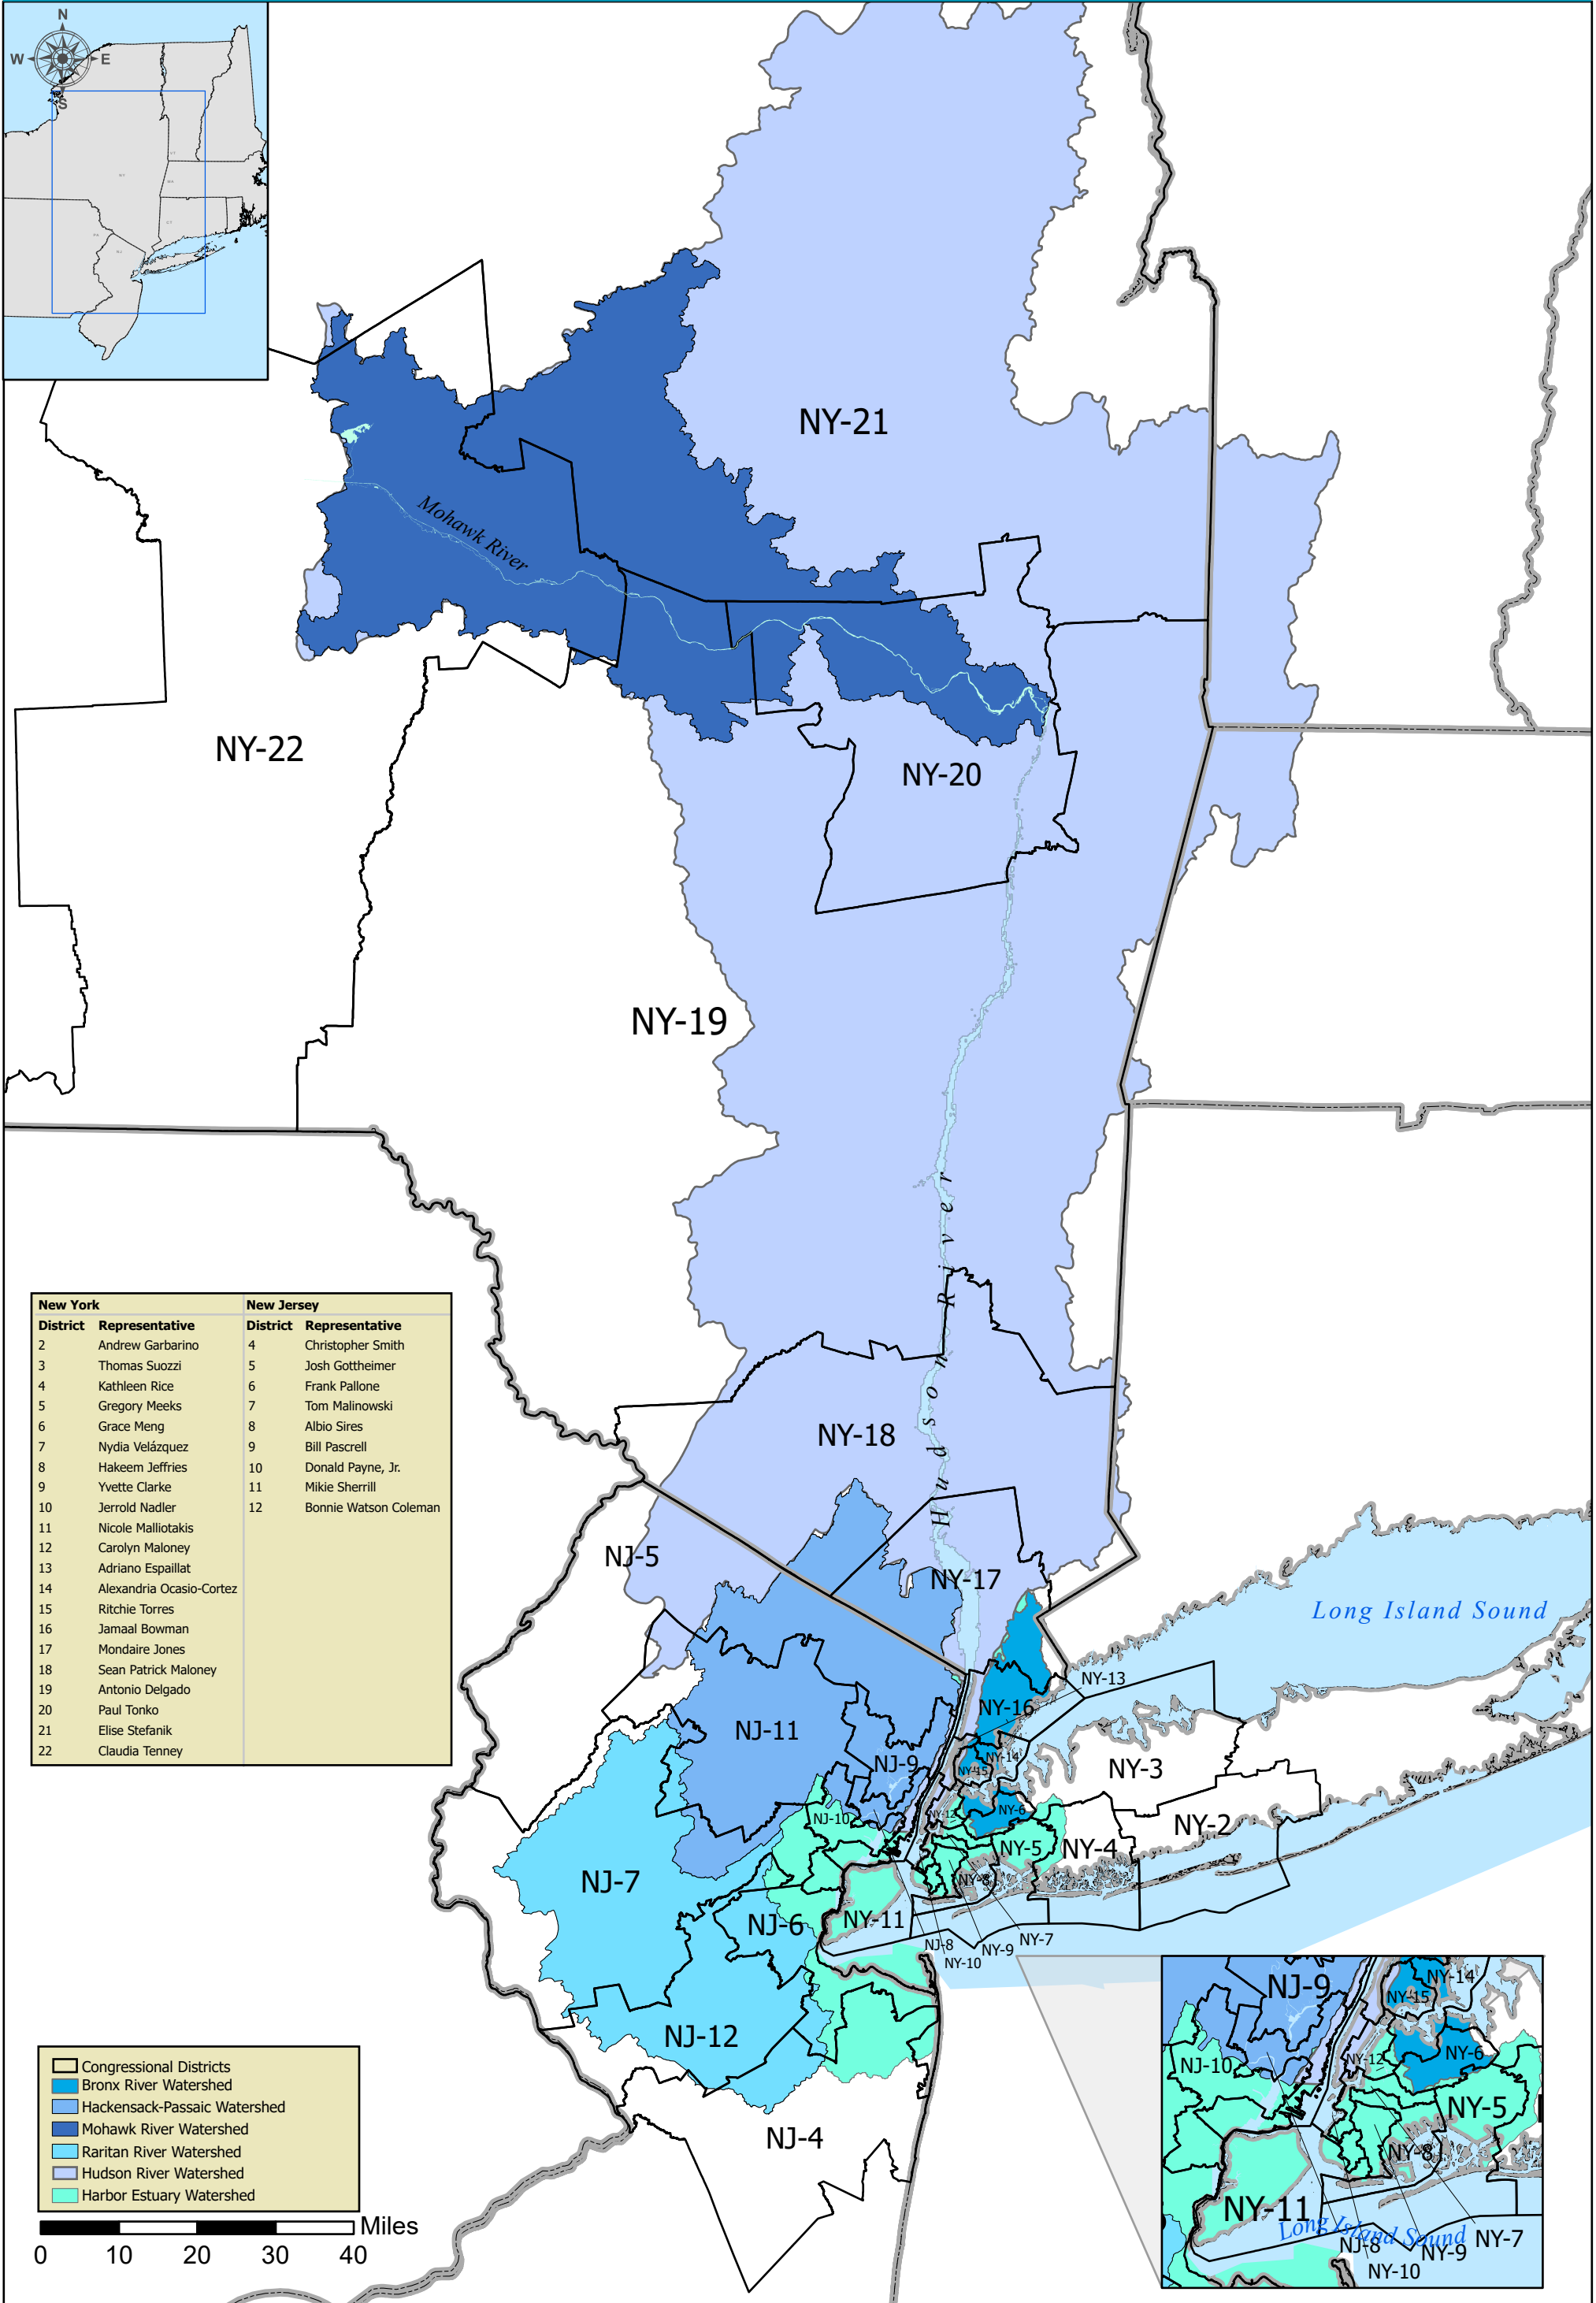 N
W E
S
NY-21
Mohawk River
NY-22
NY-20
NY-19
Hudson River
New York New Jersey
District Representative District Representative
2 Andrew Garbarino 4 Christopher Smith
3 Thomas Suozzi 5 Josh Gottheimer
4 Kathleen Rice 6 Frank Pallone
5 Gregory Meeks 7 Tom Malinowski
6 Grace Meng 8 Albio Sires
7 Nydia Velázquez 9 Bill Pascrell
8 Hakeem Jeffries 10 Donald Payne, Jr.
9 Yvette Clarke 11 Mikie Sherrill
10 Jerrold Nadler 12 Bonnie Watson Coleman
11 Nicole Malliotakis
12 Carolyn Maloney
13 Adriano Espaillat
14 Alexandria Ocasio-Cortez
15 Ritchie Torres
16 Jamaal Bowman
17 Mondaire Jones
18 Sean Patrick Maloney
19 Antonio Delgado
20 Paul Tonko
21 Elise Stefanik
22 Claudia Tenney
NY-18
NJ-5
NY-17
Long Island Sound
NY-13
NY-16
NJ-11
NJ-9
NY-14
NY-15
NY-3
NY-12
NY-6
NJ-10
NY-2
NY-5
NY-4
NJ-7
NY-8
NJ-6
NY-11
NJ-8
NY-9
NY-7
NY-10
NJ-12
NJ-4
NJ-9
NY-14
NY-15
NY-12
NY-6
NJ-10
NY-5
NY-8
NY-11
Long Island Sound
NJ-8
NY-9
NY-7
NY-10
Congressional Districts
Bronx River Watershed
Hackensack-Passaic Watershed
Mohawk River Watershed
Raritan River Watershed
Hudson River Watershed
Harbor Estuary Watershed
Miles
0 10 20 30 40